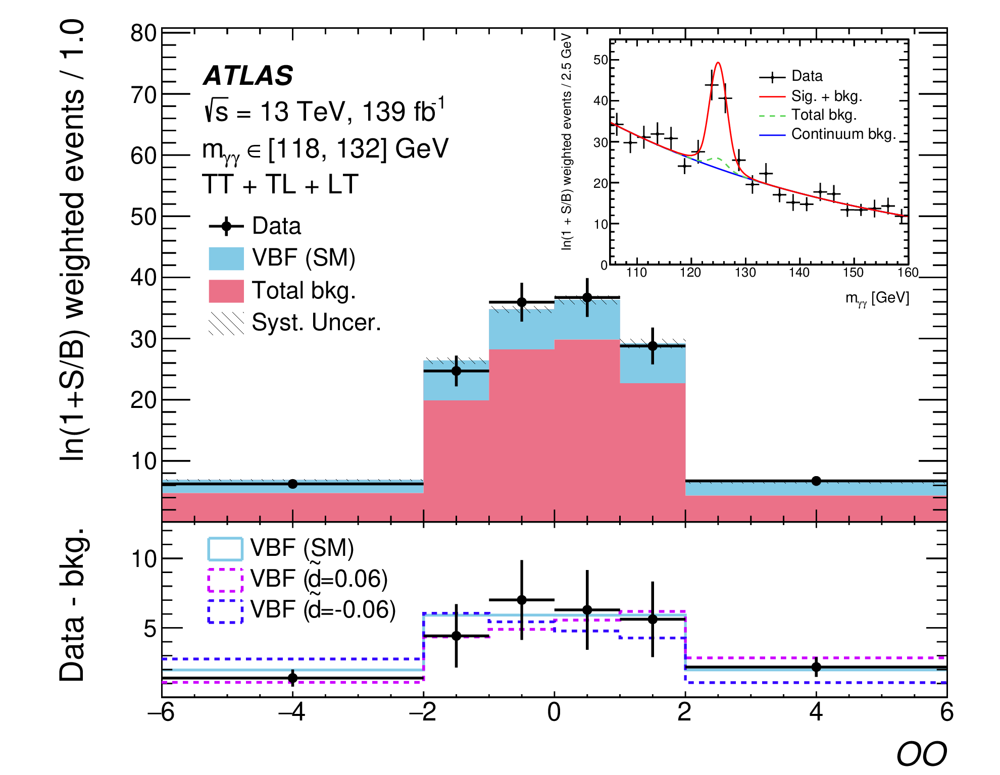 ln(1+S/B) weighted events / 1.0
80
70
60
50
40
30
20
10
ATLAS
√s = 13 TeV, 139 fb-1
mγγ ∈ [118, 132] GeV
TT + TL + LT
Data
VBF (SM)
Total bkg.
Syst. Uncer.
ln(1 + S/B) weighted events / 2.5 GeV
50
40
30
20
10
0
Data
Sig. + bkg.
Total bkg.
Continuum bkg.
110 120 130 140 150 160
mγγ [GeV]
Data - bkg.
10
5
VBF (SM)
VBF (d̃=0.06)
VBF (d̃=-0.06)
−6 −4 −2 0 2 4 6
OO